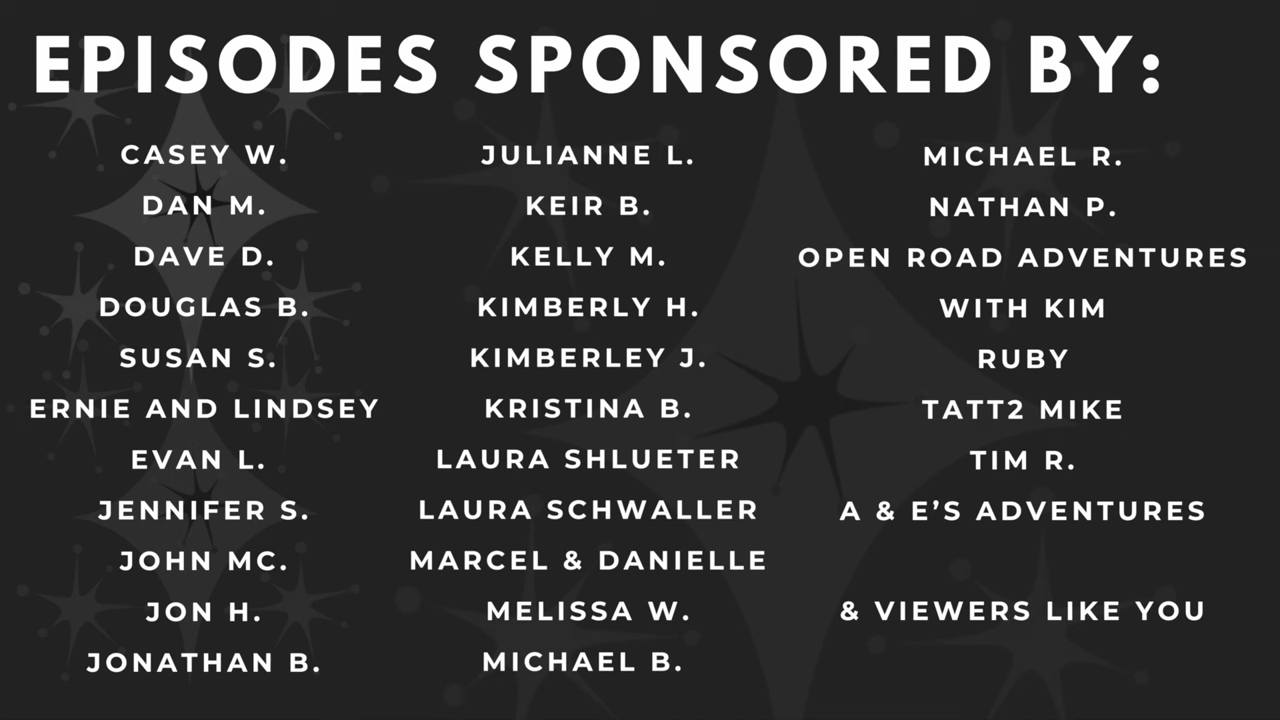 EPISODES SPONSORED BY:
CASEY W.
DAN M.
DAVE D.
DOUGLAS B.
SUSAN S.
ERNIE AND LINDSEY
EVAN L.
JENNIFER S.
JOHN MC.
JON H.
JONATHAN B.
JULIANNE L.
KEIR B.
KELLY M.
KIMBERLY H.
KIMBERLEY J.
KRISTINA B.
LAURA SHLUETER
LAURA SCHWALLER
MARCEL & DANIELLE
MELISSA W.
MICHAEL B.
MICHAEL R.
NATHAN P.
OPEN ROAD ADVENTURES
WITH KIM
RUBY
TATT2 MIKE
TIM R.
A & E’S ADVENTURES
& VIEWERS LIKE YOU